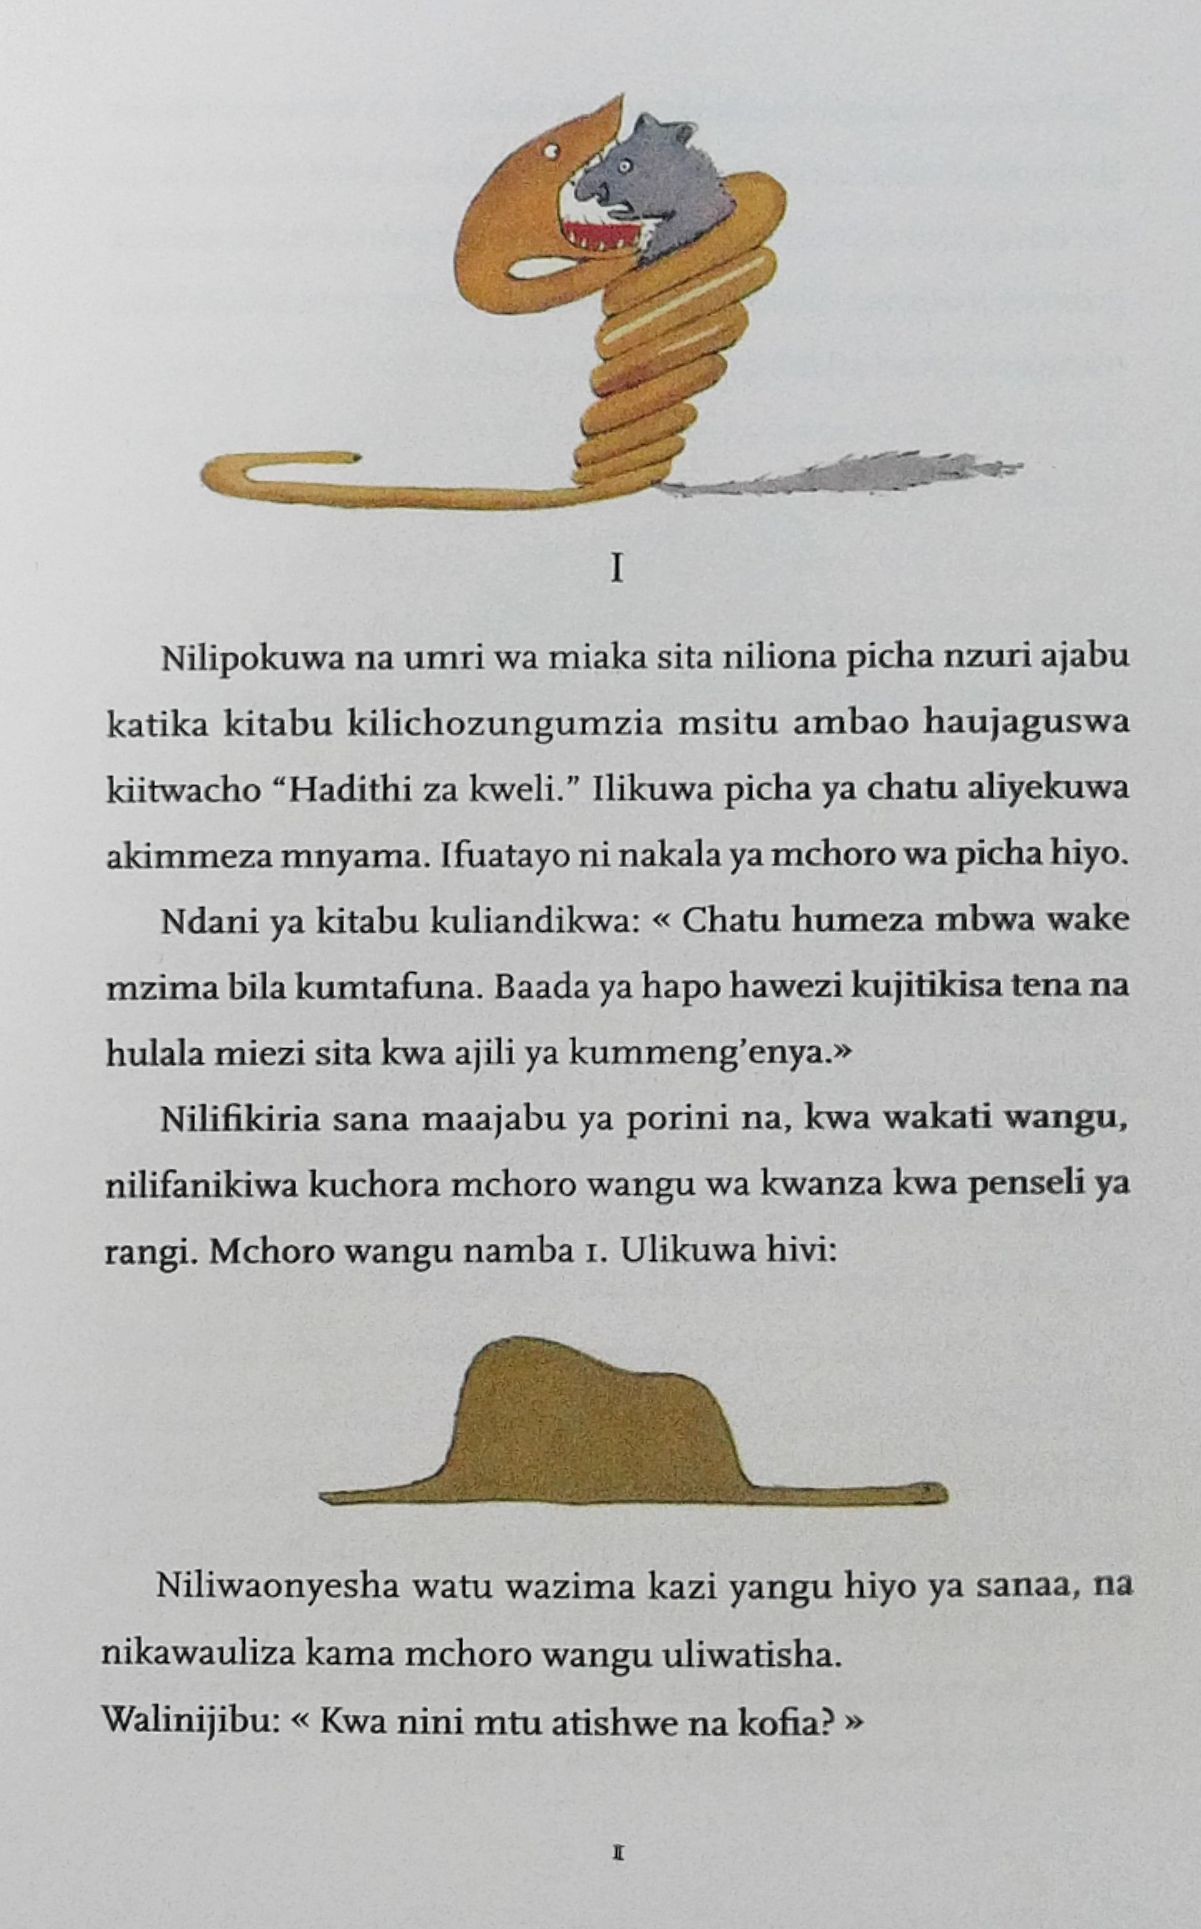 I
Nilipokuwa na umri wa miaka sita niliona picha nzuri ajabu
katika kitabu kilichozungumzia msitu ambao haujaguswa
kiitwacho “Hadithi za kweli.” Ilikuwa picha ya chatu aliyekuwa
akimmeza mnyama. Ifuatayo ni nakala ya mchoro wa picha hiyo.
Ndani ya kitabu kuliandikwa: « Chatu humeza mbwa wake
mzima bila kumtafuna. Baada ya hapo hawezi kujitikisa tena na
hulala miezi sita kwa ajili ya kummeng’enya.»
Nilifikiria sana maajabu ya porini na, kwa wakati wangu,
nilifanikiwa kuchora mchoro wangu wa kwanza kwa penseli ya
rangi. Mchoro wangu namba 1. Ulikuwa hivi:
Niliwaonyesha watu wazima kazi yangu hiyo ya sanaa, na
nikawauliza kama mchoro wangu uliwatisha.
Walinijibu: « Kwa nini mtu atishwe na kofia? »
11